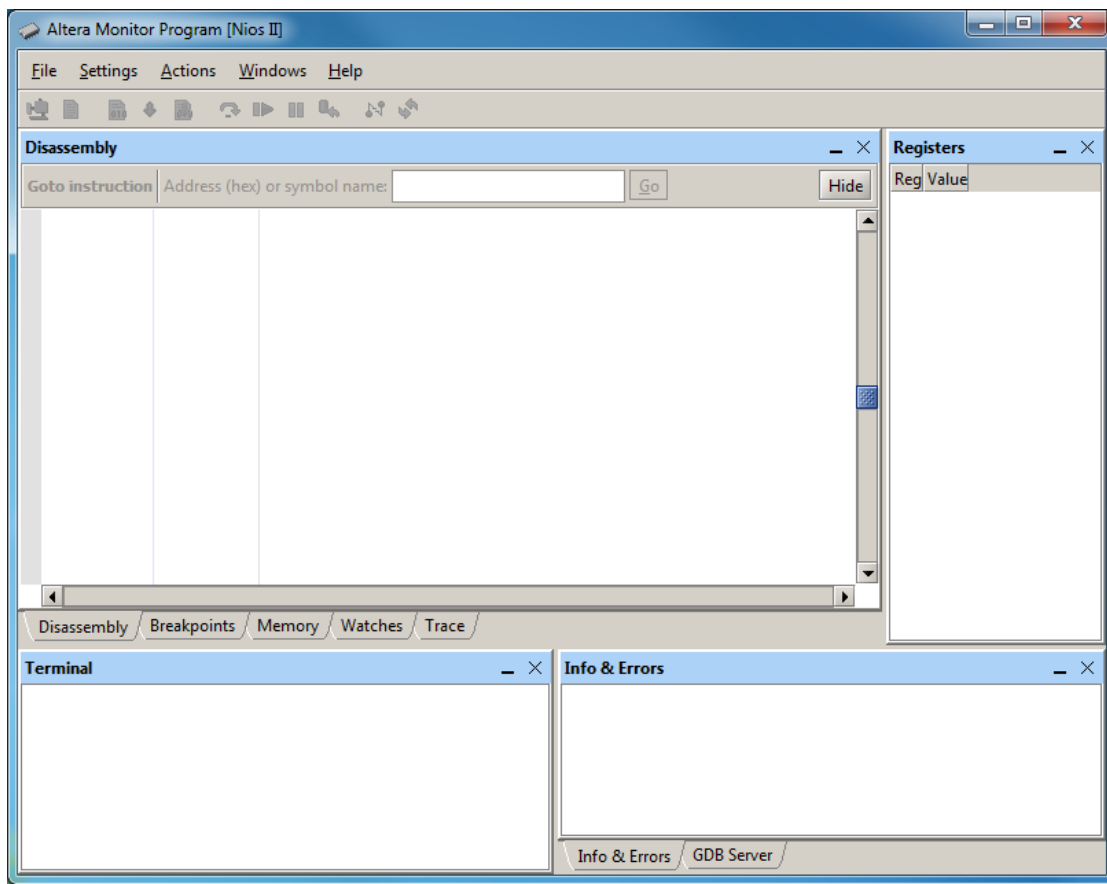 Altera Monitor Program [Nios II]
File Settings Actions Windows Help
Disassembly
Goto instruction Address (hex) or symbol name: Go Hide
Registers
Reg Value
Disassembly Breakpoints Memory Watches Trace
Terminal
Info & Errors
Info & Errors GDB Server